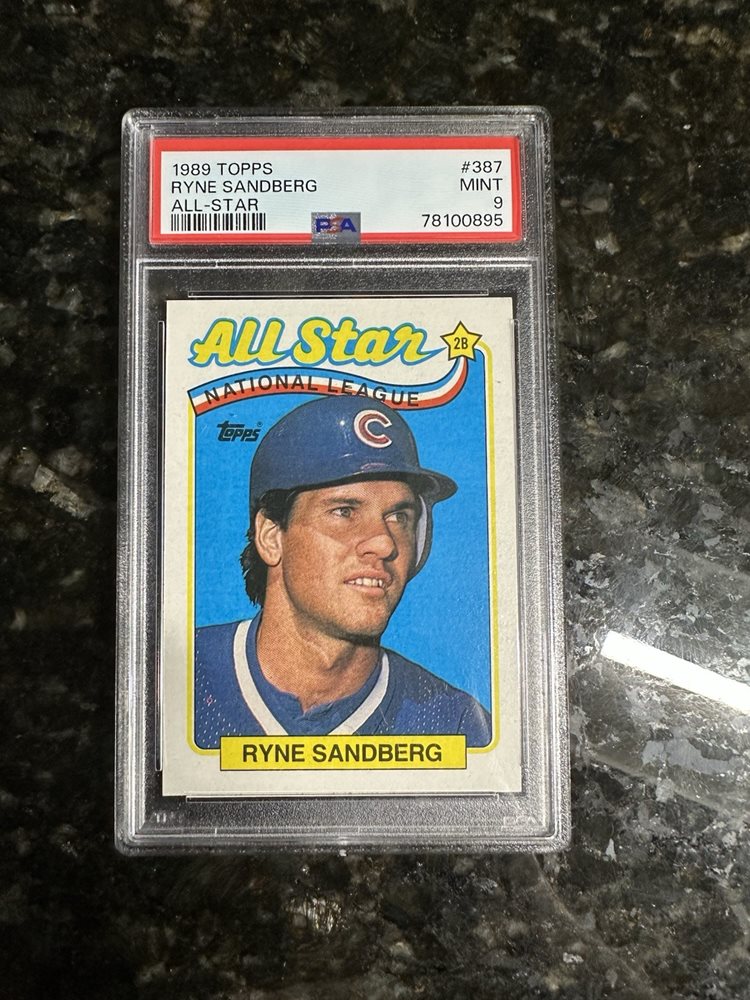 1989 TOPPS #387
RYNE SANDBERG MINT
ALL-STAR 9
PSA 78100895
All Star 2B
NATIONAL LEAGUE
topps®
C
RYNE SANDBERG